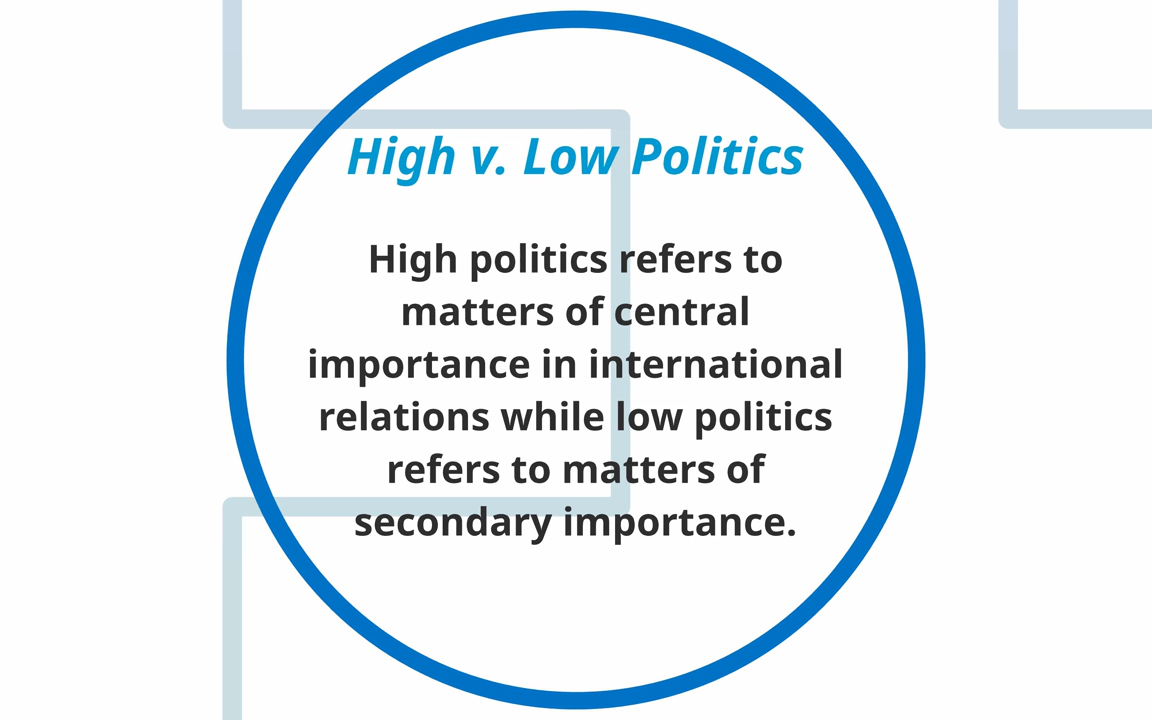 High v. Low Politics
High politics refers to
matters of central
importance in international
relations while low politics
refers to matters of
secondary importance.